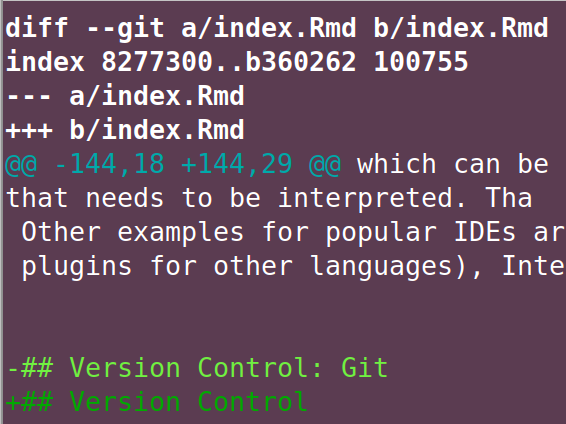 diff --git a/index.Rmd b/index.Rmd
index 8277300..b360262 100755
--- a/index.Rmd
+++ b/index.Rmd
@@ -144,18 +144,29 @@ which can be
that needs to be interpreted. Tha
 Other examples for popular IDEs ar
 plugins for other languages), Inte
-## Version Control: Git
+## Version Control